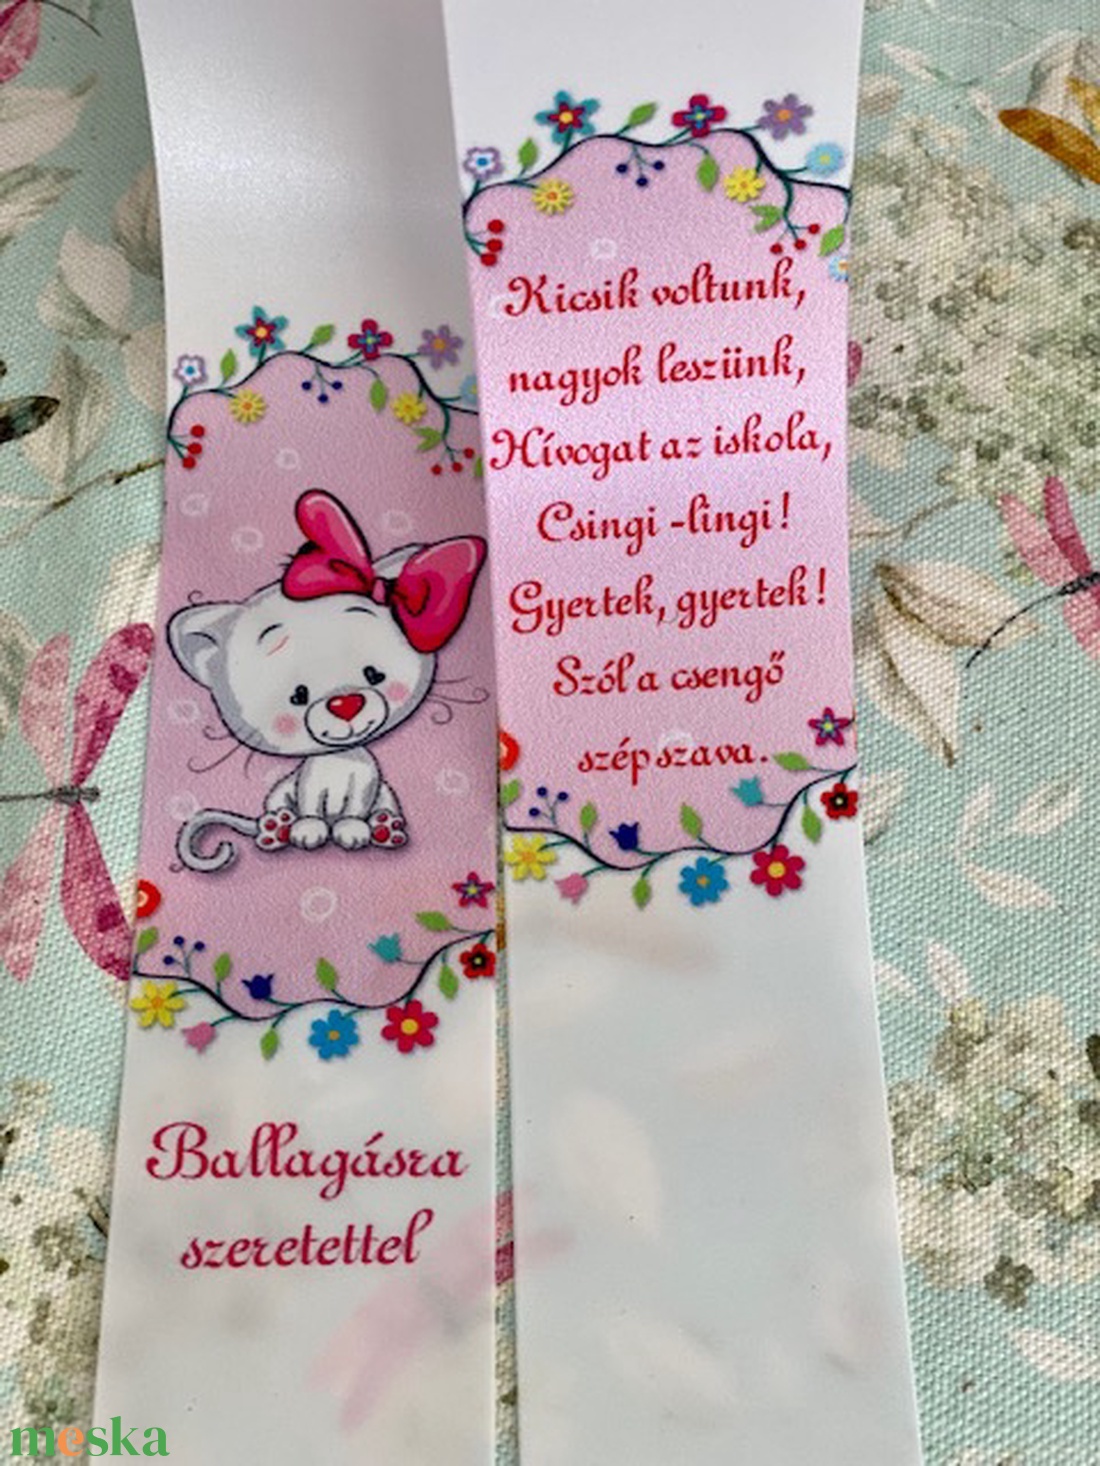 Kicsik voltunk,
nagyok leszünk,
Hívogat az iskola,
Csingi -lingi!
Gyertek, gyertek!
Szól a csengő
szép szava.
Ballagásra
szeretettel
meska